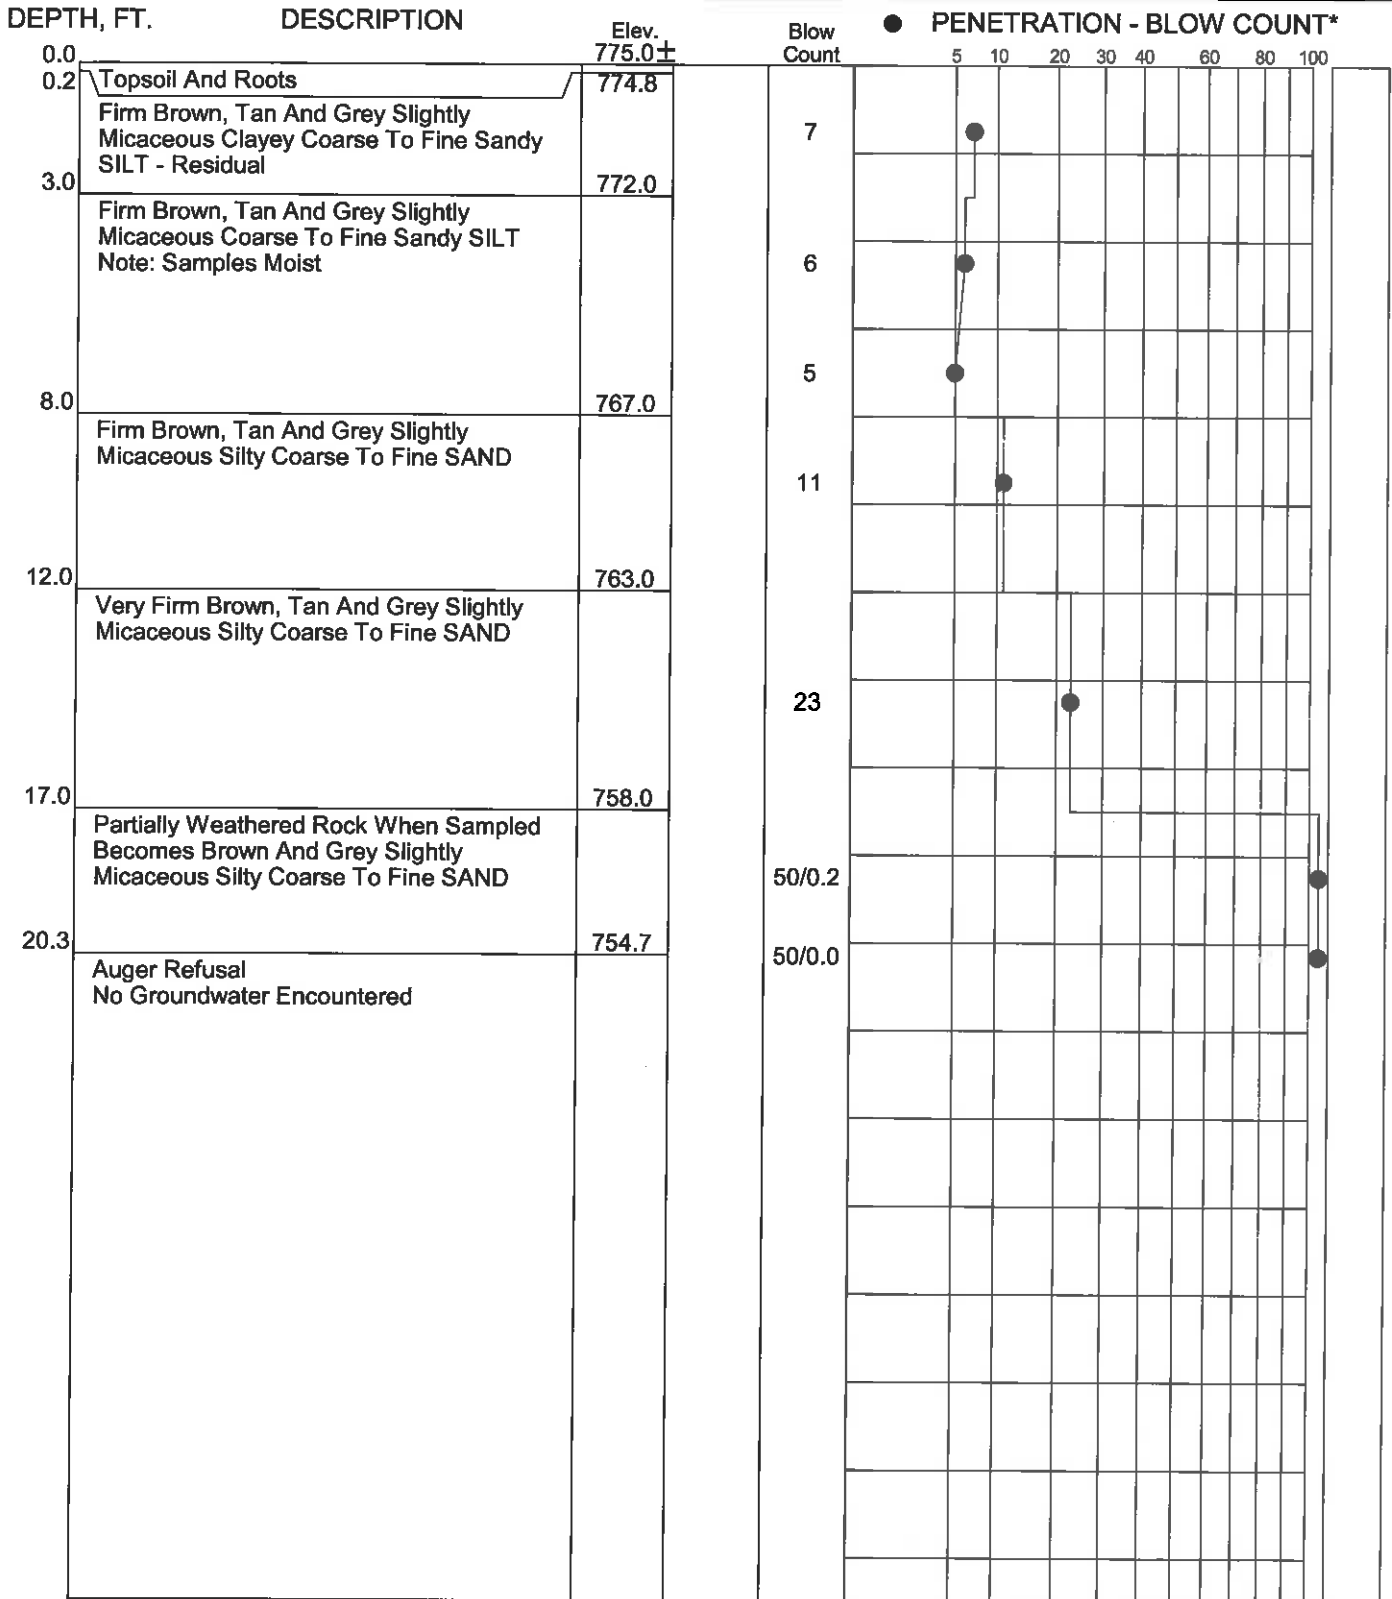 DEPTH, FT. DESCRIPTION Elev. Blow Count ● PENETRATION - BLOW COUNT*
0.0 775.0± 5 10 20 30 40 60 80 100
0.2 Topsoil And Roots 774.8
Firm Brown, Tan And Grey Slightly
Micaceous Clayey Coarse To Fine Sandy
SILT - Residual
7
3.0 772.0
Firm Brown, Tan And Grey Slightly
Micaceous Coarse To Fine Sandy SILT
Note: Samples Moist
6
5
8.0 767.0
Firm Brown, Tan And Grey Slightly
Micaceous Silty Coarse To Fine SAND
11
12.0 763.0
Very Firm Brown, Tan And Grey Slightly
Micaceous Silty Coarse To Fine SAND
23
17.0 758.0
Partially Weathered Rock When Sampled
Becomes Brown And Grey Slightly
Micaceous Silty Coarse To Fine SAND
50/0.2
20.3 754.7
50/0.0
Auger Refusal
No Groundwater Encountered